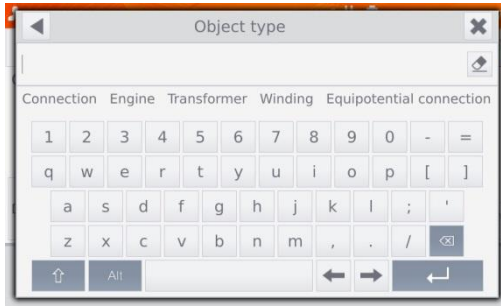 Object type
Connection Engine Transformer Winding Equipotential connection
1 2 3 4 5 6 7 8 9 0 - =
q w e r t y u i o p [ ]
a s d f g h j k l ; '
z x c v b n m , . /
Alt